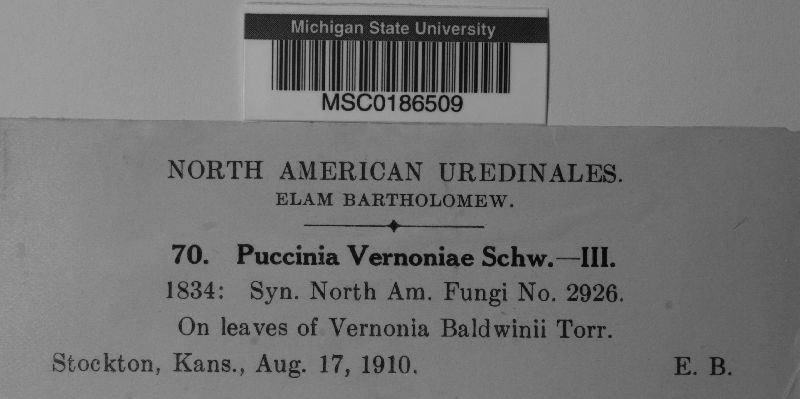 Michigan State University
MSC0186509
NORTH AMERICAN UREDINALES.
ELAM BARTHOLOMEW.
70. Puccinia Vernoniae Schw.—III.
1834: Syn. North Am. Fungi No. 2926.
On leaves of Vernonia Baldwinii Torr.
Stockton, Kans., Aug. 17, 1910. E. B.